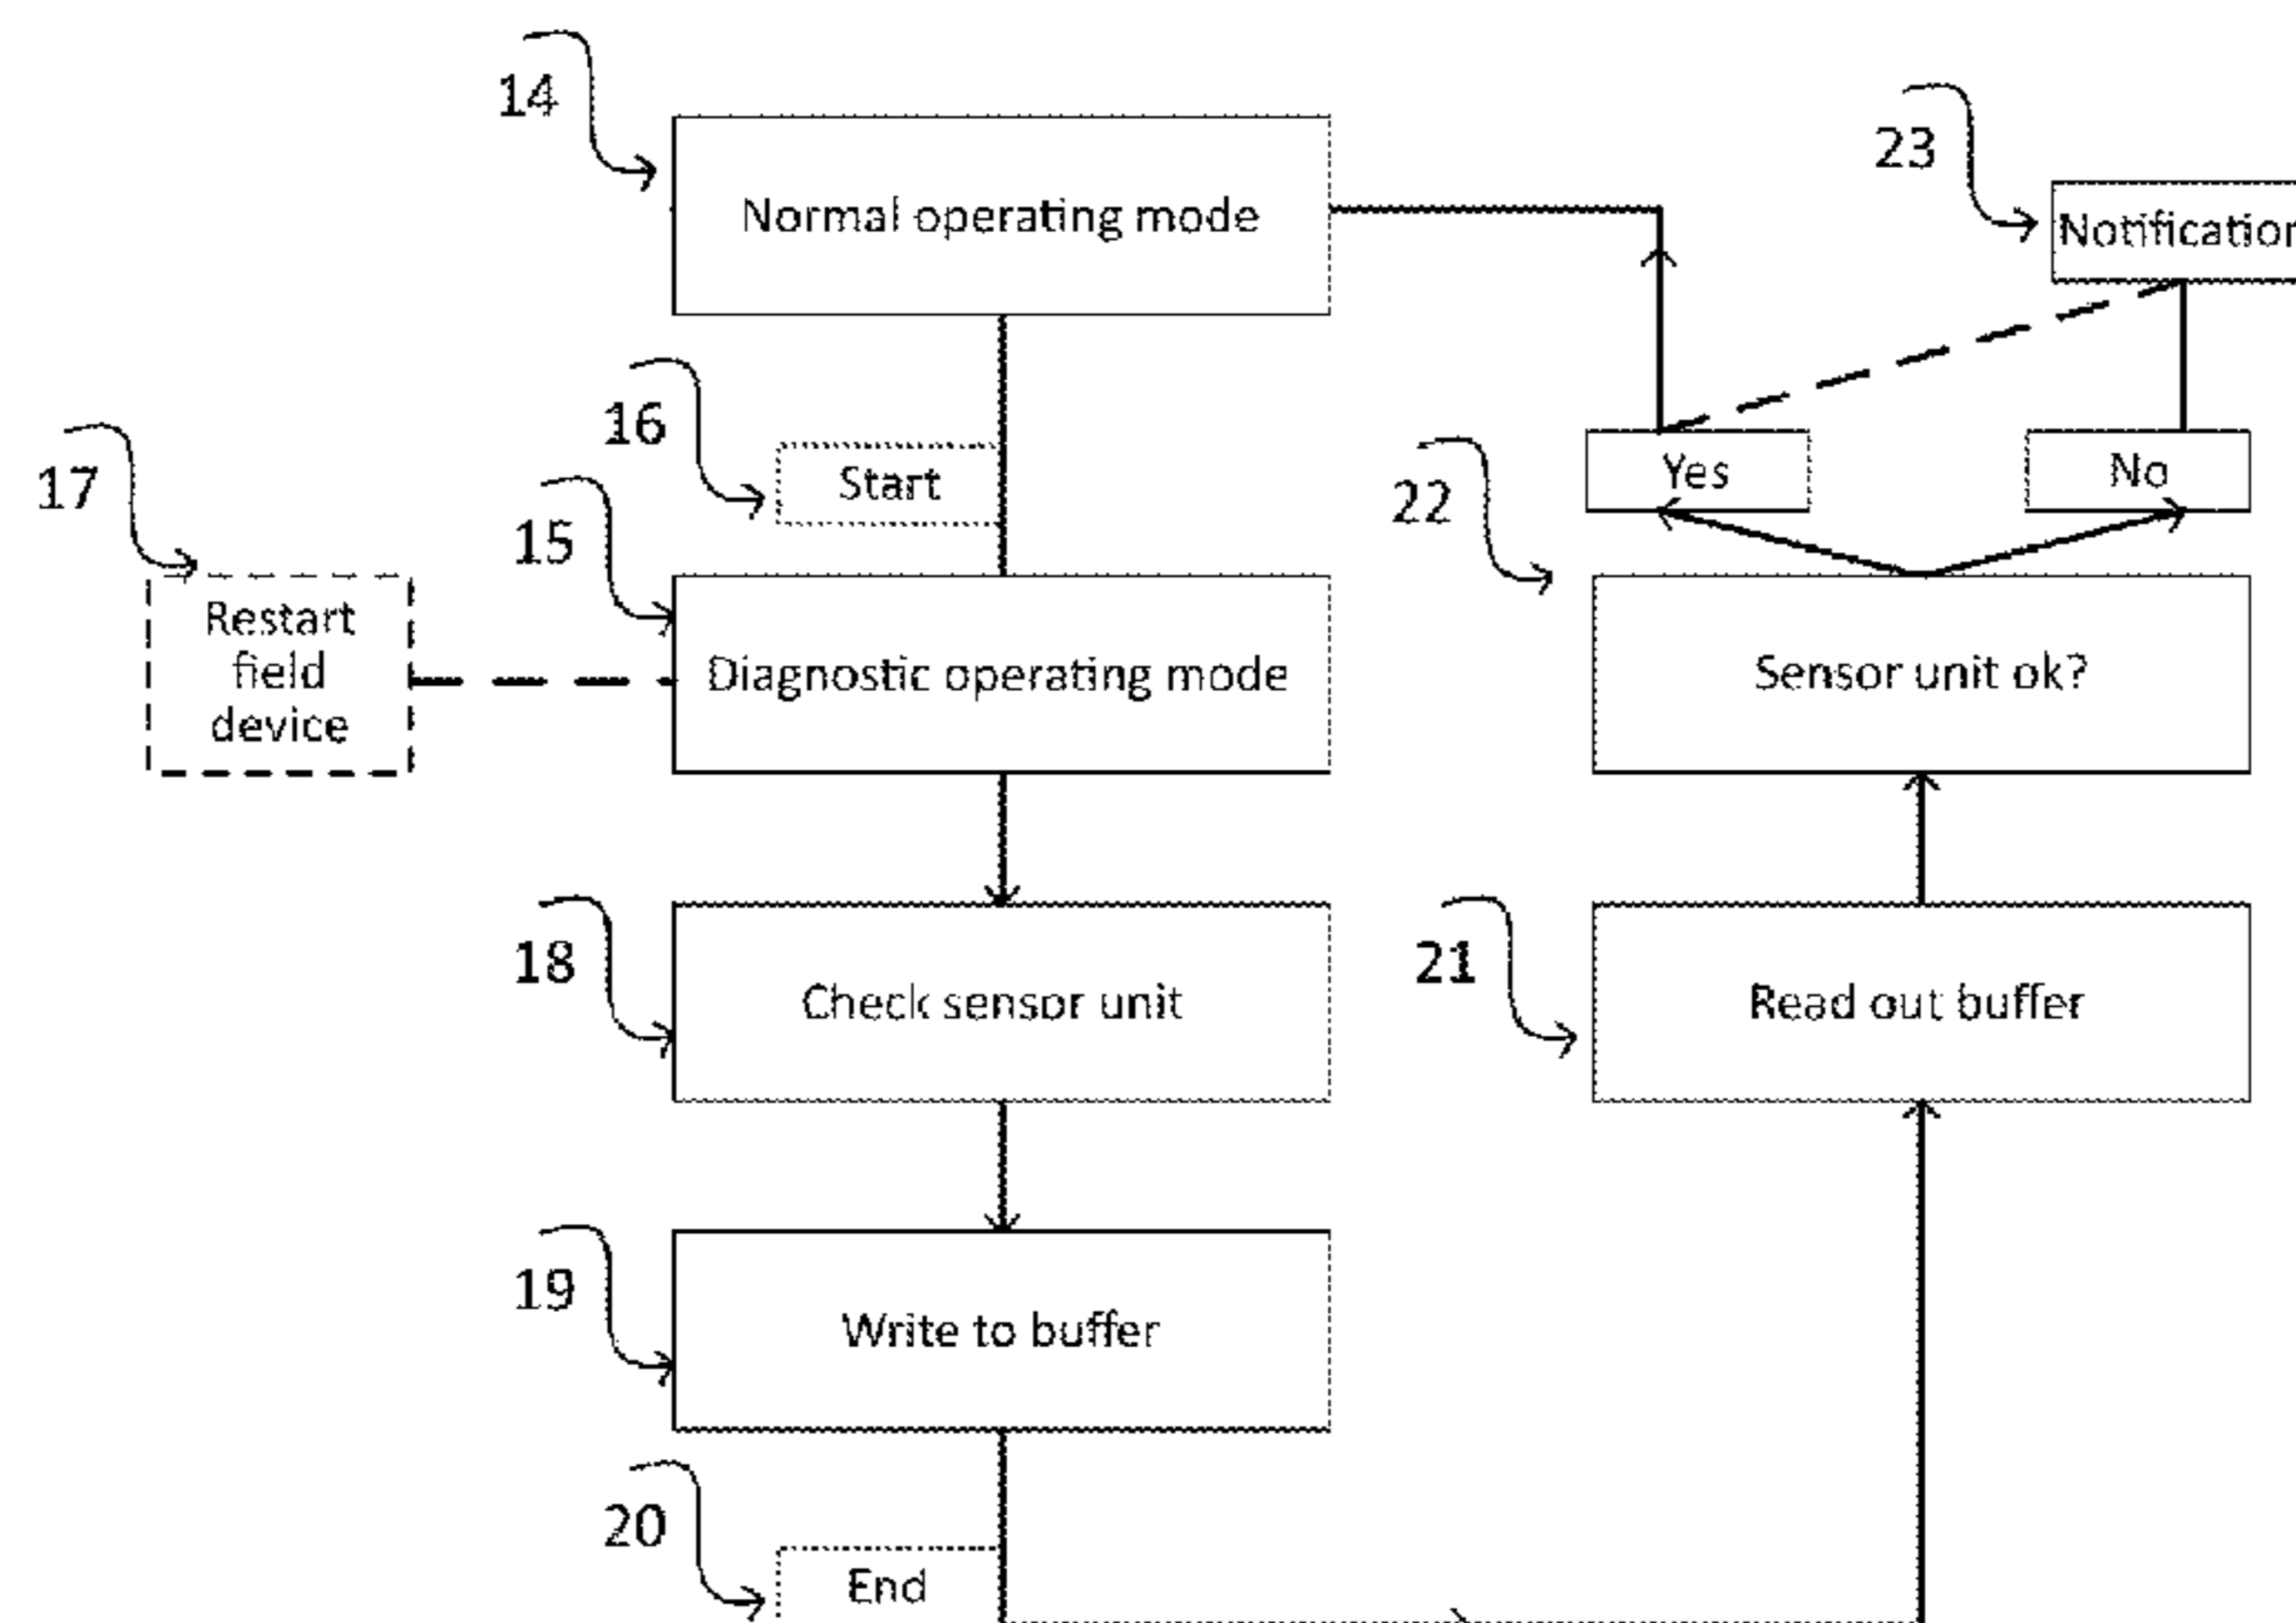 14
Normal operating mode
23
Notification
16
Start
17
Restart
field
device
15
Diagnostic operating mode
22
Yes
No
Sensor unit ok?
18
Check sensor unit
21
Read out buffer
19
Write to buffer
20
End